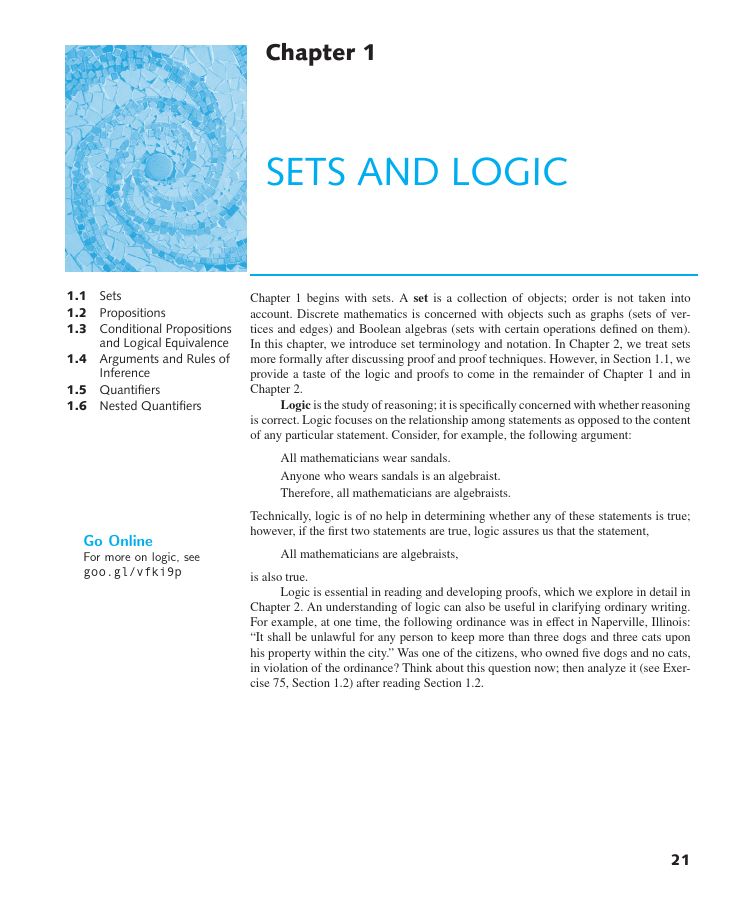 Chapter 1
SETS AND LOGIC
1.1 Sets
1.2 Propositions
1.3 Conditional Propositions
and Logical Equivalence
1.4 Arguments and Rules of
Inference
1.5 Quantifiers
1.6 Nested Quantifiers
Go Online
For more on logic, see
goo.gl/vfki9p
Chapter 1 begins with sets. A set is a collection of objects; order is not taken into
account. Discrete mathematics is concerned with objects such as graphs (sets of ver-
tices and edges) and Boolean algebras (sets with certain operations defined on them).
In this chapter, we introduce set terminology and notation. In Chapter 2, we treat sets
more formally after discussing proof and proof techniques. However, in Section 1.1, we
provide a taste of the logic and proofs to come in the remainder of Chapter 1 and in
Chapter 2.
Logic is the study of reasoning; it is specifically concerned with whether reasoning
is correct. Logic focuses on the relationship among statements as opposed to the content
of any particular statement. Consider, for example, the following argument:
All mathematicians wear sandals.
Anyone who wears sandals is an algebraist.
Therefore, all mathematicians are algebraists.
Technically, logic is of no help in determining whether any of these statements is true;
however, if the first two statements are true, logic assures us that the statement,
All mathematicians are algebraists,
is also true.
Logic is essential in reading and developing proofs, which we explore in detail in
Chapter 2. An understanding of logic can also be useful in clarifying ordinary writing.
For example, at one time, the following ordinance was in effect in Naperville, Illinois:
“It shall be unlawful for any person to keep more than three dogs and three cats upon
his property within the city.” Was one of the citizens, who owned five dogs and no cats,
in violation of the ordinance? Think about this question now; then analyze it (see Exer-
cise 75, Section 1.2) after reading Section 1.2.
21